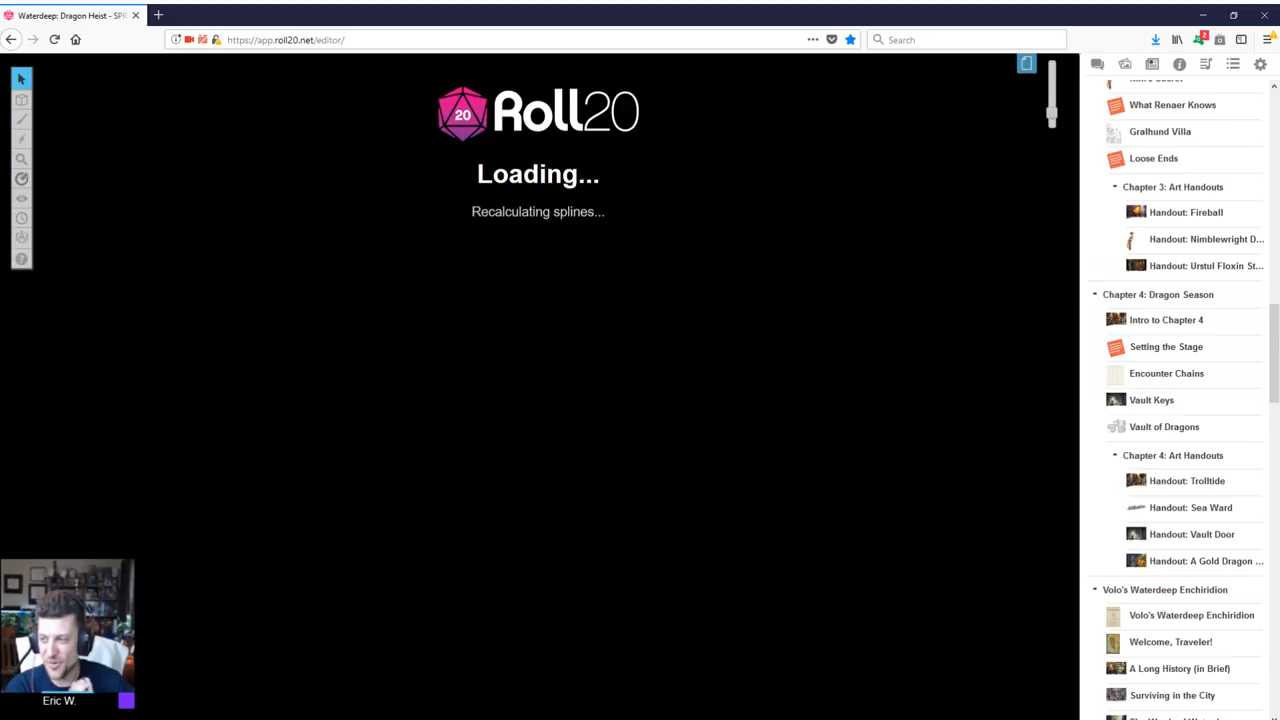 Waterdeep: Dragon Heist - SPR
https://app.roll20.net/editor/
Search
2
20 Roll20
Loading...
Recalculating splines...
What Renaer Knows
Gralhund Villa
Loose Ends
Chapter 3: Art Handouts
Handout: Fireball
Handout: Nimblewright D...
Handout: Urstul Floxin St...
Chapter 4: Dragon Season
Intro to Chapter 4
Setting the Stage
Encounter Chains
Vault Keys
Vault of Dragons
Chapter 4: Art Handouts
Handout: Trolltide
Handout: Sea Ward
Handout: Vault Door
Handout: A Gold Dragon ...
Volo's Waterdeep Enchiridion
Volo's Waterdeep Enchiridion
Welcome, Traveler!
A Long History (in Brief)
Surviving in the City
Eric W.